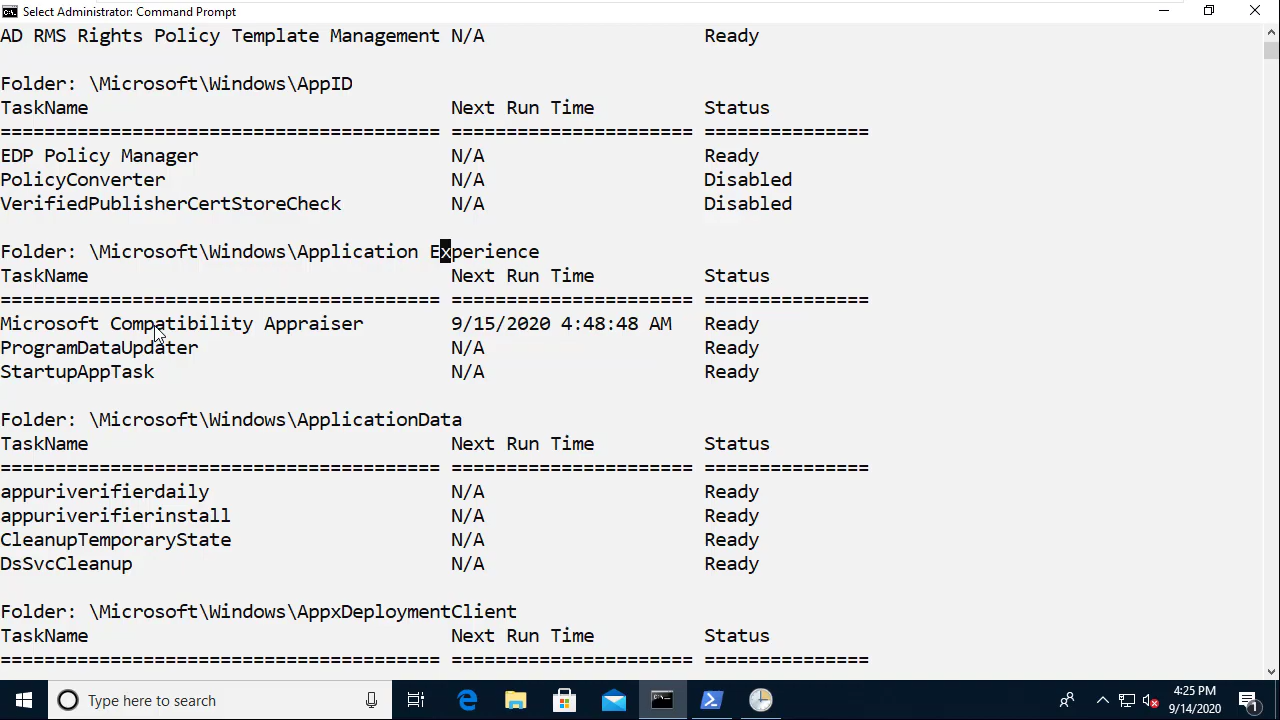 Select Administrator: Command Prompt
AD RMS Rights Policy Template Management N/A Ready
Folder: \Microsoft\Windows\AppID
TaskName Next Run Time Status
======================================== ====================== ===============
EDP Policy Manager N/A Ready
PolicyConverter N/A Disabled
VerifiedPublisherCertStoreCheck N/A Disabled
Folder: \Microsoft\Windows\Application Experience
TaskName Next Run Time Status
======================================== ====================== ===============
Microsoft Compatibility Appraiser 9/15/2020 4:48:48 AM Ready
ProgramDataUpdater N/A Ready
StartupAppTask N/A Ready
Folder: \Microsoft\Windows\ApplicationData
TaskName Next Run Time Status
======================================== ====================== ===============
appuriverifierdaily N/A Ready
appuriverifierinstall N/A Ready
CleanupTemporaryState N/A Ready
DsSvcCleanup N/A Ready
Folder: \Microsoft\Windows\AppxDeploymentClient
TaskName Next Run Time Status
======================================== ====================== ===============
Type here to search
4:25 PM
9/14/2020
1